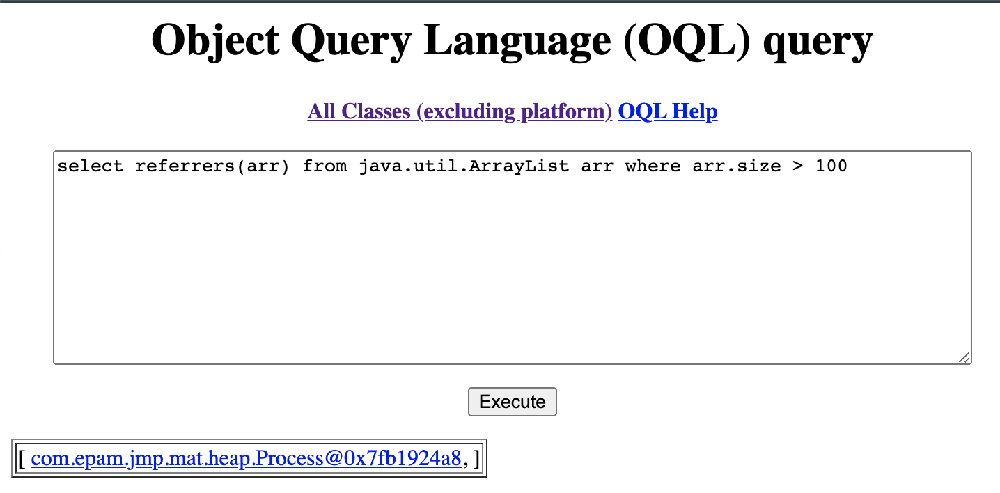 Object Query Language (OQL) query
All Classes (excluding platform) OQL Help
select referrers(arr) from java.util.ArrayList arr where arr.size > 100
Execute
[ com.epam.jmp.mat.heap.Process@0x7fb1924a8, ]